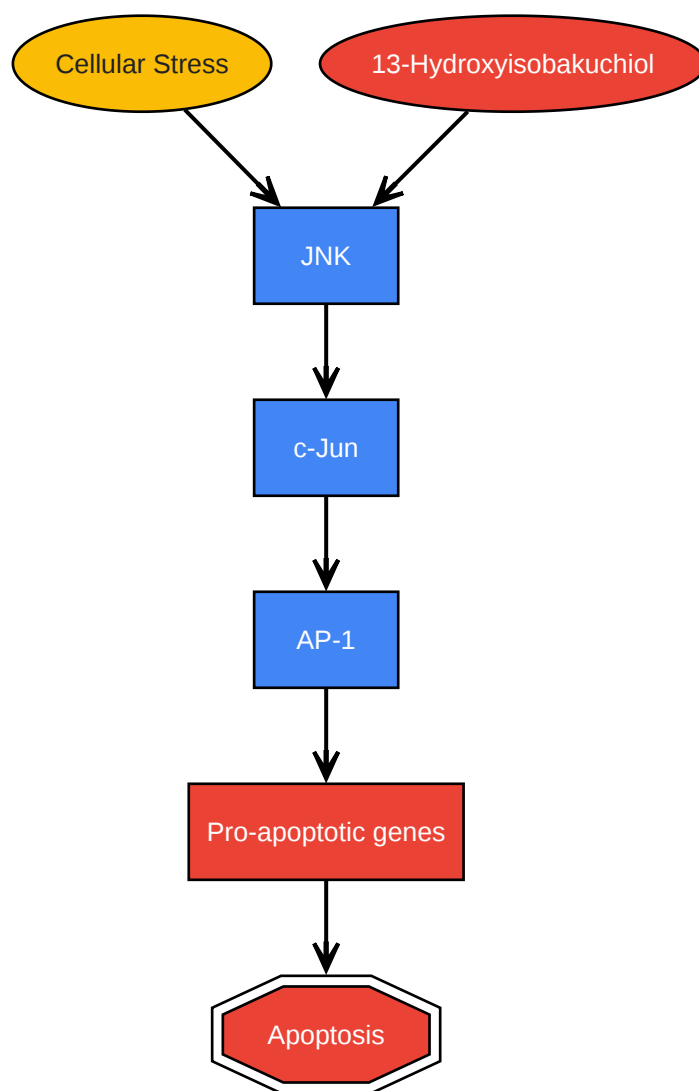 Cellular Stress
13-Hydroxyisobakuchiol
JNK
c-Jun
AP-1
Pro-apoptotic genes
Apoptosis